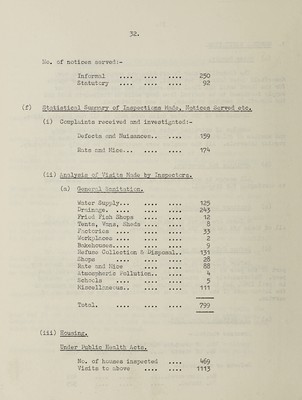 32.
No. of notices served:-
Informal .... .... .... 250
Statutory .... .... .... 92
(f) Statistical Summary of Inspections Made, Notices Served etc.
(i) Complaints received and investigated:-
Defects and Nuisances.. .... 159
Rats and Mice... .... .... 174
(ii) Analysis of Visits Made by Inspectors.
(a) General Sanitation.
Water Supply... .... .... 125
Drainage. .... .... .... 243
Fried Fish Shops .... .... 12
Tents, Vans, Sheds .... .... 8
Factories .... .... .... 33
Workplaces .... .... .... 2
Bakehouses.... .... .... 9
Refuse Collection & Disposal.. 131
Shops .... .... .... 28
Rats and Mice .... .... 88
Atmospheric Pollution.. .... 4
Schools .... .... .... 5
Miscellaneous.. .... .... 111
Total. .... .... .... 799
(iii) Housing.
Under Public Health Acts.
No. of houses inspected .... 469
Visits to above .... .... 1113